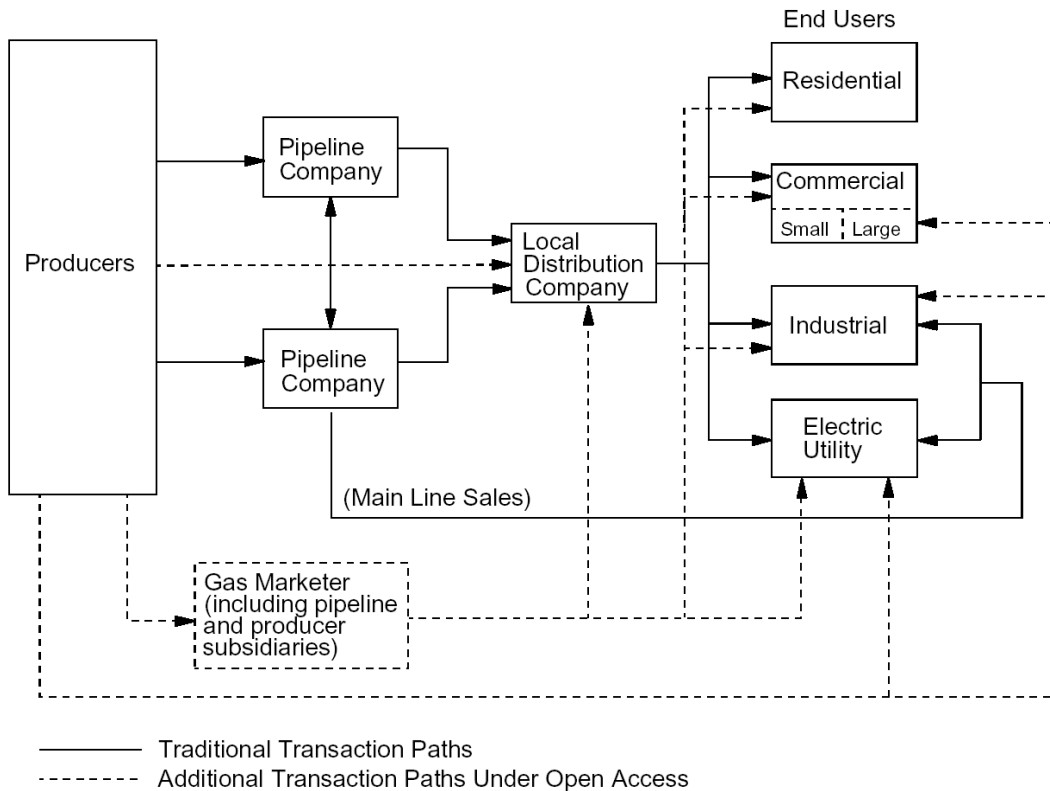 End Users
Residential
Pipeline
Company
Commercial
Small
Large
Producers
Local
Distribution
Company
Industrial
Pipeline
Company
Electric
Utility
(Main Line Sales)
Gas Marketer
(including pipeline
and producer
subsidiaries)
Traditional Transaction Paths
Additional Transaction Paths Under Open Access